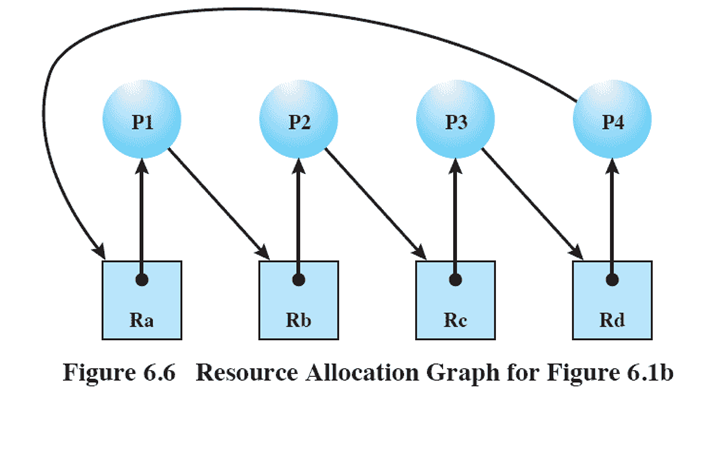 P1 P2 P3 P4
Ra Rb Rc Rd
Figure 6.6 Resource Allocation Graph for Figure 6.1b